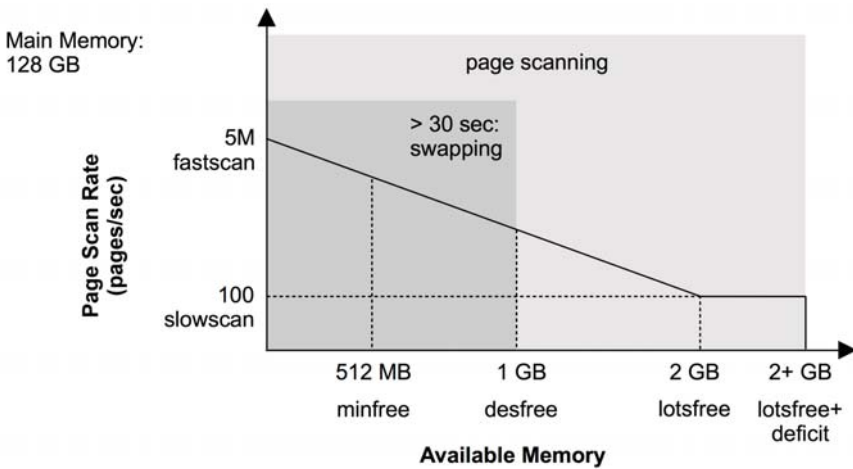 Main Memory:
128 GB
page scanning
> 30 sec:
swapping
5M
fastscan
Page Scan Rate
(pages/sec)
100
slowscan
512 MB
1 GB
2 GB
2+ GB
minfree
desfree
lotsfree
lotsfree+
deficit
Available Memory